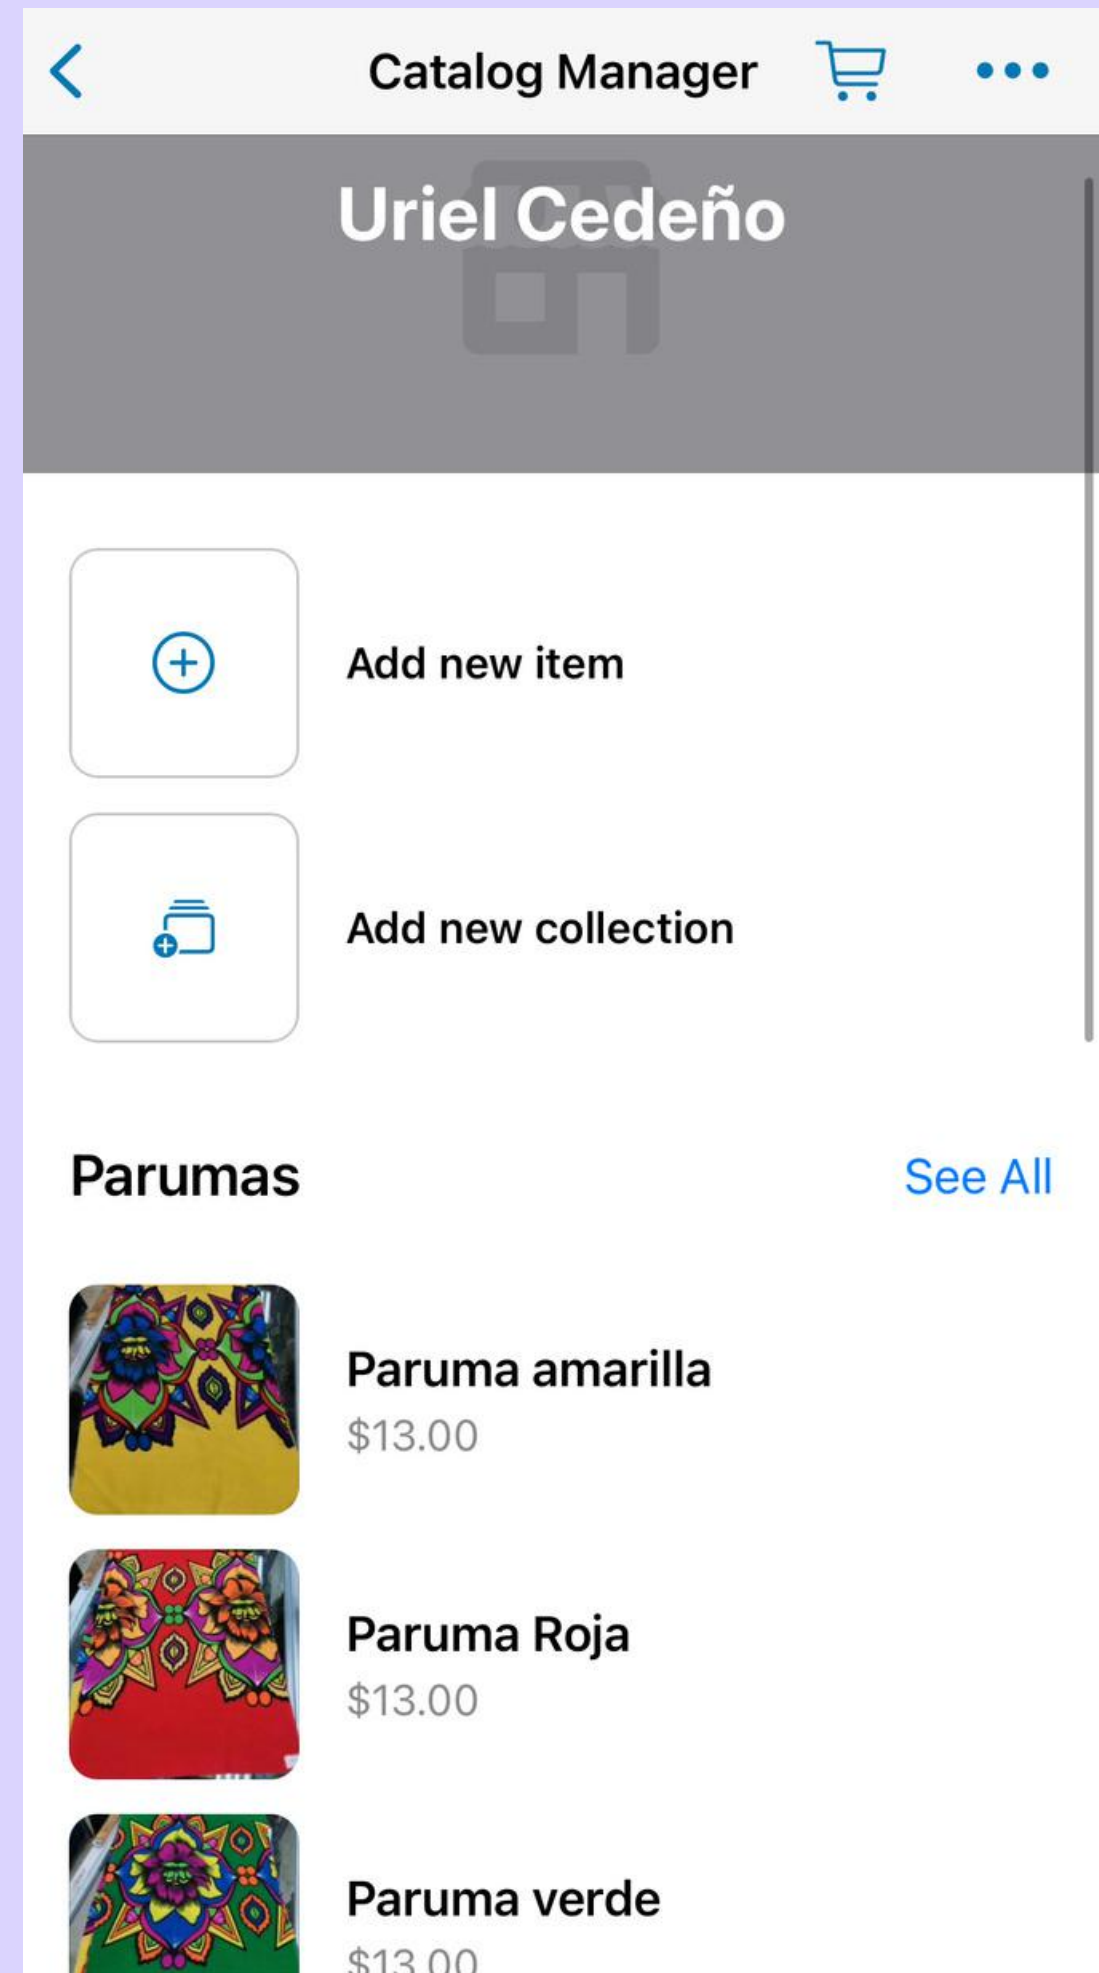 Catalog Manager
Uriel Cedeño
Add new item
Add new collection
Parumas
See All
Paruma amarilla
$13.00
Paruma Roja
$13.00
Paruma verde
$13.00